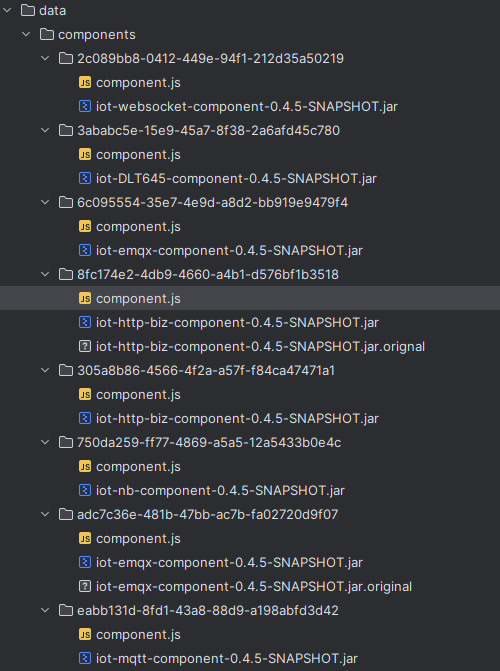 data
components
2c089bb8-0412-449e-94f1-212d35a50219
JS component.js
iot-websocket-component-0.4.5-SNAPSHOT.jar
3ababc5e-15e9-45a7-8f38-2a6afd45c780
JS component.js
iot-DLT645-component-0.4.5-SNAPSHOT.jar
6c095554-35e7-4e9d-a8d2-bb919e9479f4
JS component.js
iot-emqx-component-0.4.5-SNAPSHOT.jar
8fc174e2-4db9-4660-a4b1-d576bf1b3518
JS component.js
iot-http-biz-component-0.4.5-SNAPSHOT.jar
? iot-http-biz-component-0.4.5-SNAPSHOT.jar.orignal
305a8b86-4566-4f2a-a57f-f84ca47471a1
JS component.js
iot-http-biz-component-0.4.5-SNAPSHOT.jar
750da259-ff77-4869-a5a5-12a5433b0e4c
JS component.js
iot-nb-component-0.4.5-SNAPSHOT.jar
adc7c36e-481b-47bb-ac7b-fa02720d9f07
JS component.js
iot-emqx-component-0.4.5-SNAPSHOT.jar
? iot-emqx-component-0.4.5-SNAPSHOT.jar.original
eabb131d-8fd1-43a8-88d9-a198abfd3d42
JS component.js
iot-mqtt-component-0.4.5-SNAPSHOT.jar